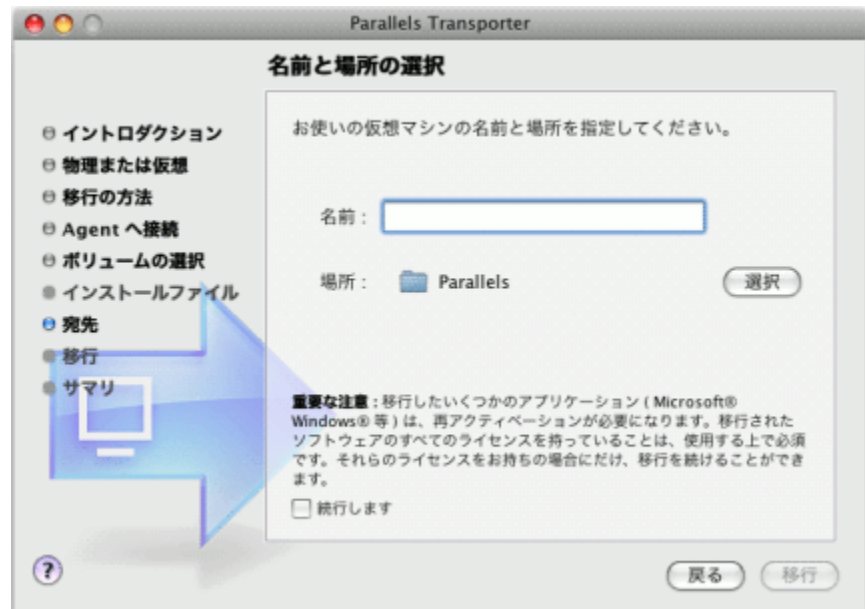 Parallels Transporter
名前と場所の選択
イントロダクション
物理または仮想
移行の方法
Agent へ接続
ボリュームの選択
インストールファイル
宛先
移行
サマリ
お使いの仮想マシンの名前と場所を指定してください。
名前 :
場所 : Parallels 選択
重要な注意 : 移行したいくつかのアプリケーション ( Microsoft®
Windows® 等 ) は、再アクティベーションが必要になります。移行された
ソフトウェアのすべてのライセンスを持っていることは、使用する上で必須
です。それらのライセンスをお持ちの場合にだけ、移行を続けることができ
ます。
続行します
? 戻る 移行